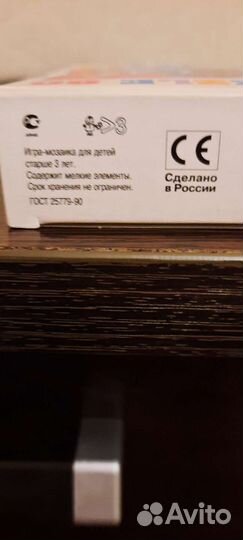 >3
Игра-мозаика для детей
старше 3 лет.
Содержит мелкие элементы.
Срок хранения не ограничен.
ГОСТ 25779-90
CE
Сделано
в России
Avito